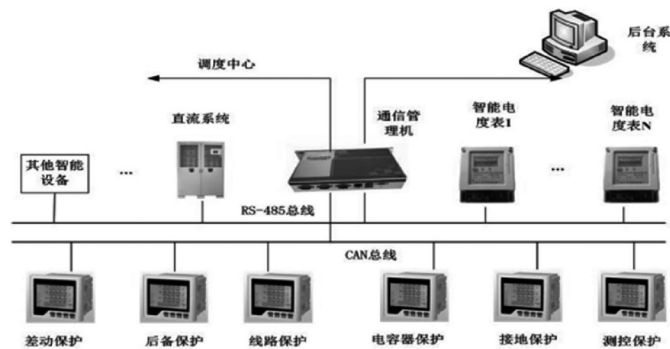 后台系
统
调度中心
直流系统
通信管
理机
智能电
度表1
智能电
度表N
其他智能
设备
...
...
RS-485总线
CAN总线
差动保护
后备保护
线路保护
电容器保护
接地保护
测控保护